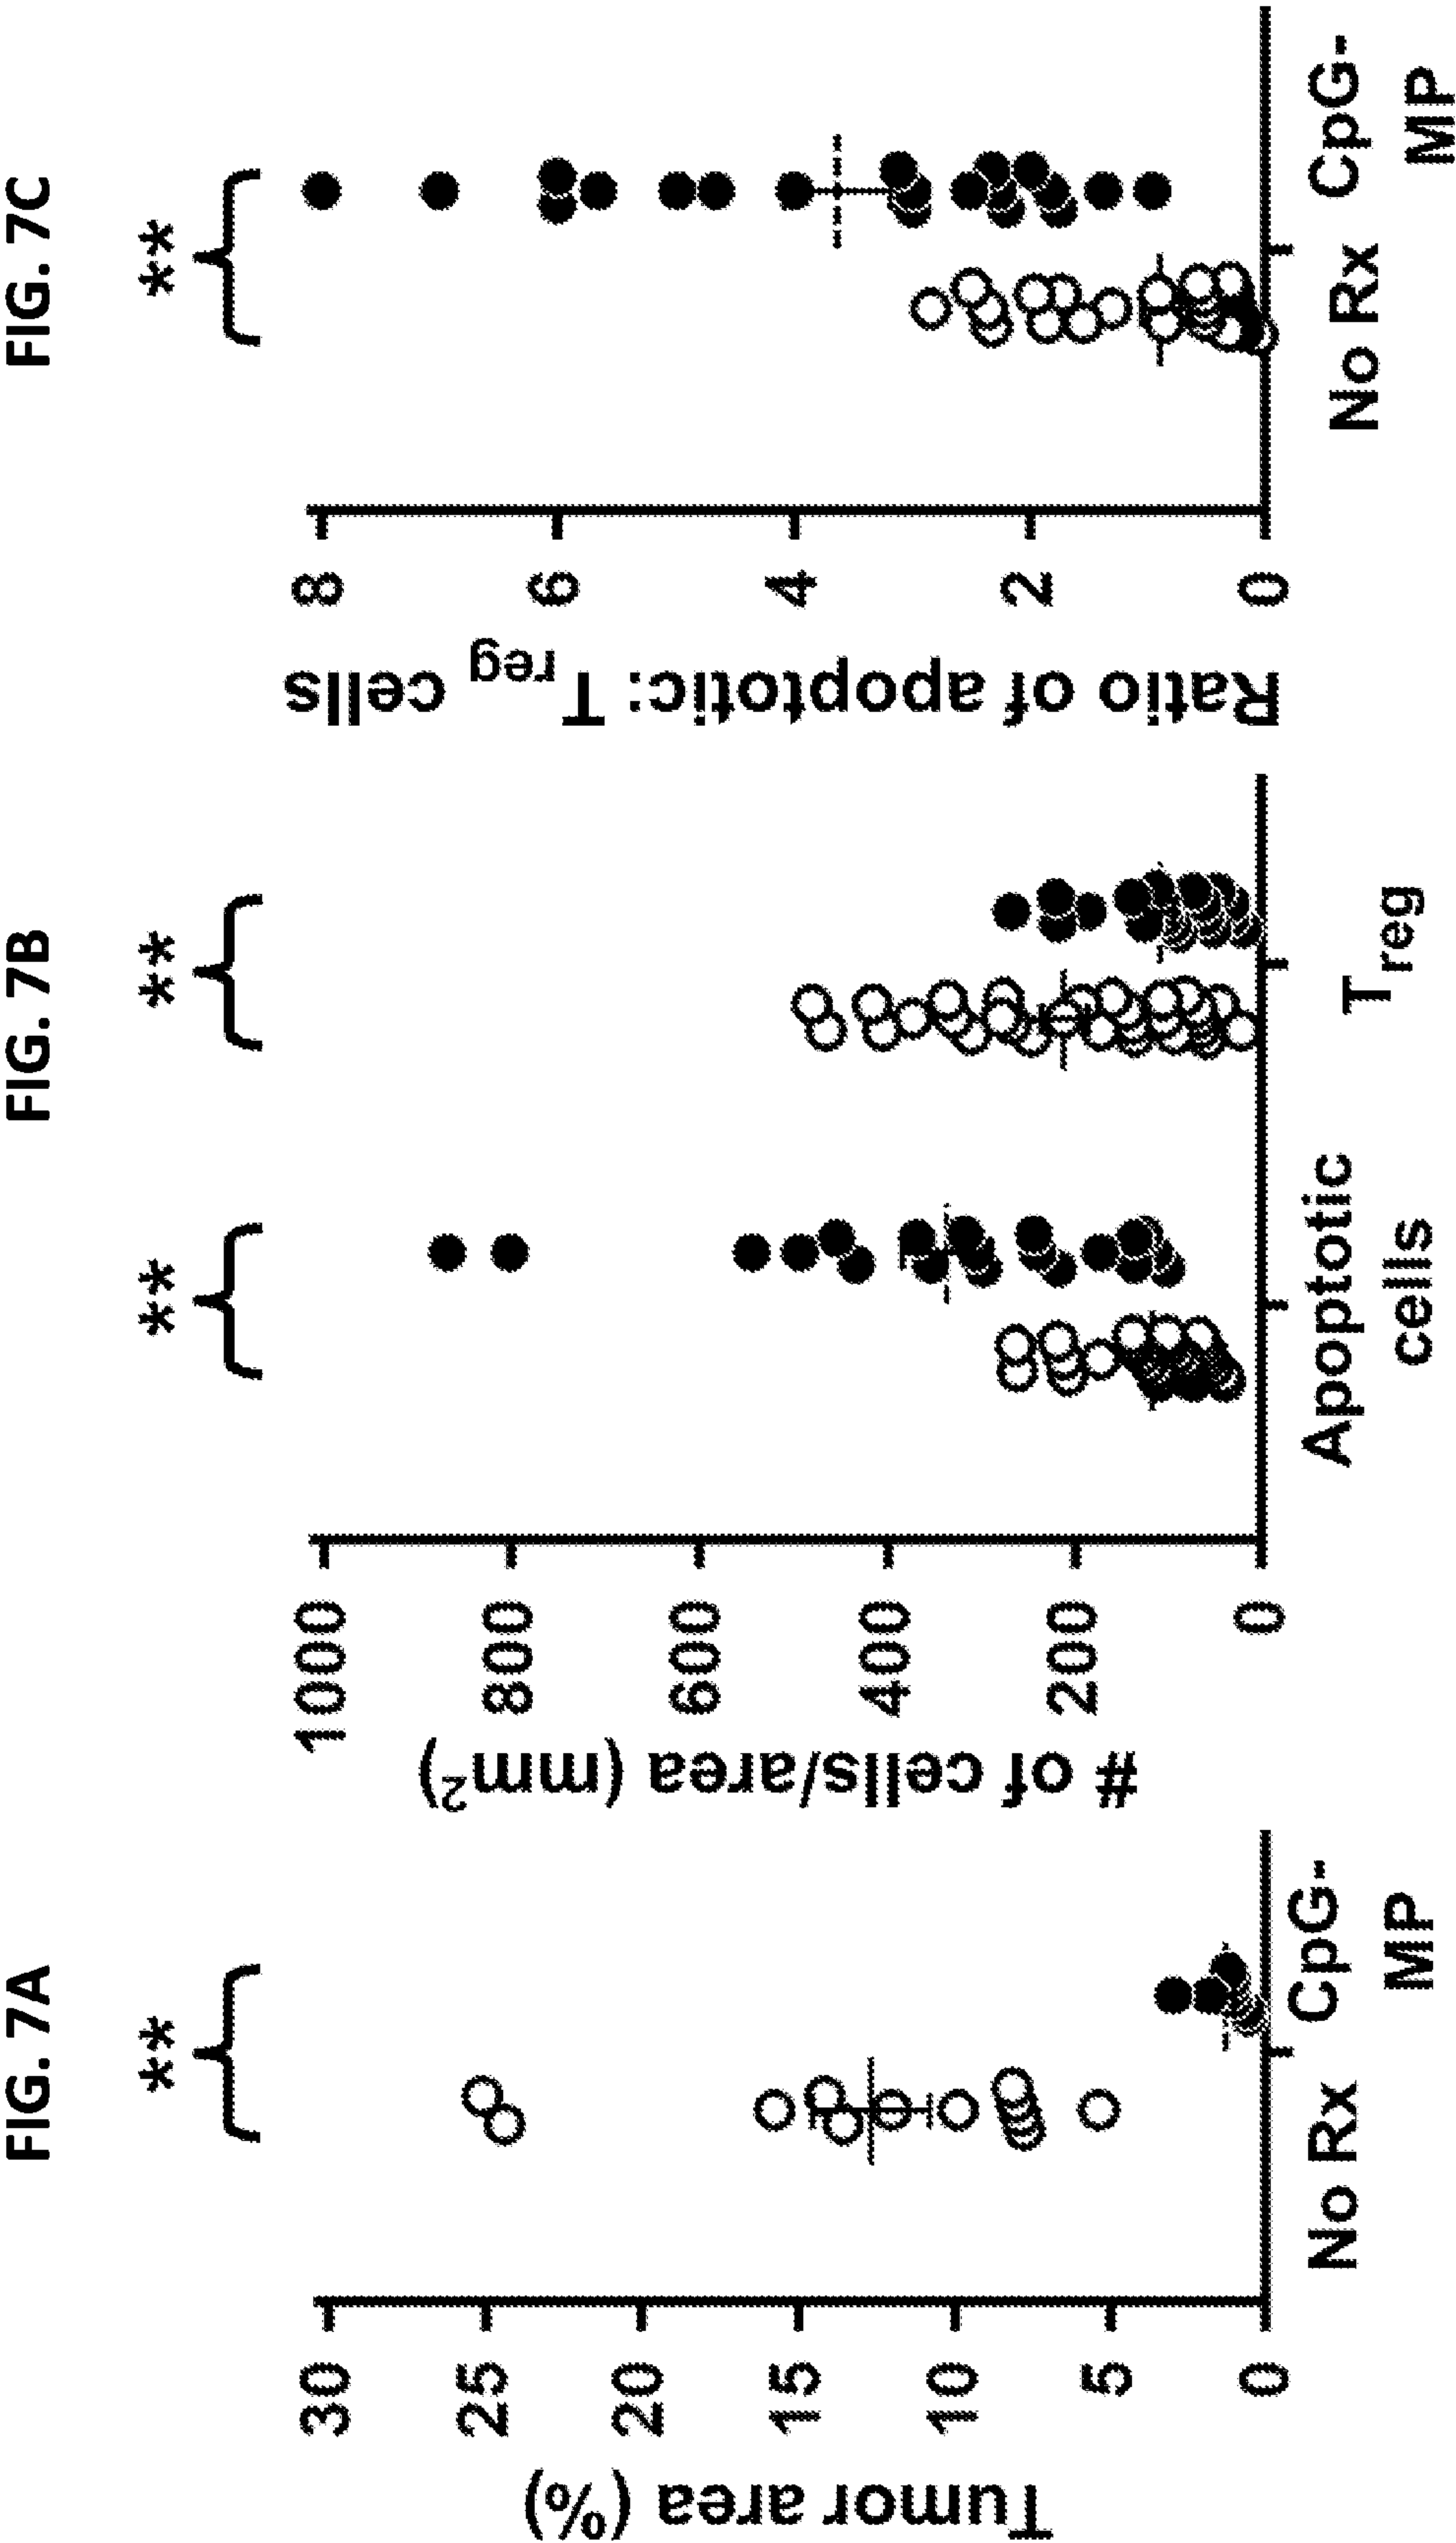 FIG. 7A
**
Tumor area (%)
30
25
20
15
10
5
0
No Rx
CpG-
MP
FIG. 7B
**
**
# of cells/area (mm²)
1000
800
600
400
200
0
Apoptotic
cells
Treg
FIG. 7C
**
Ratio of apoptotic: Treg cells
8
6
4
2
0
No Rx
CpG-
MP